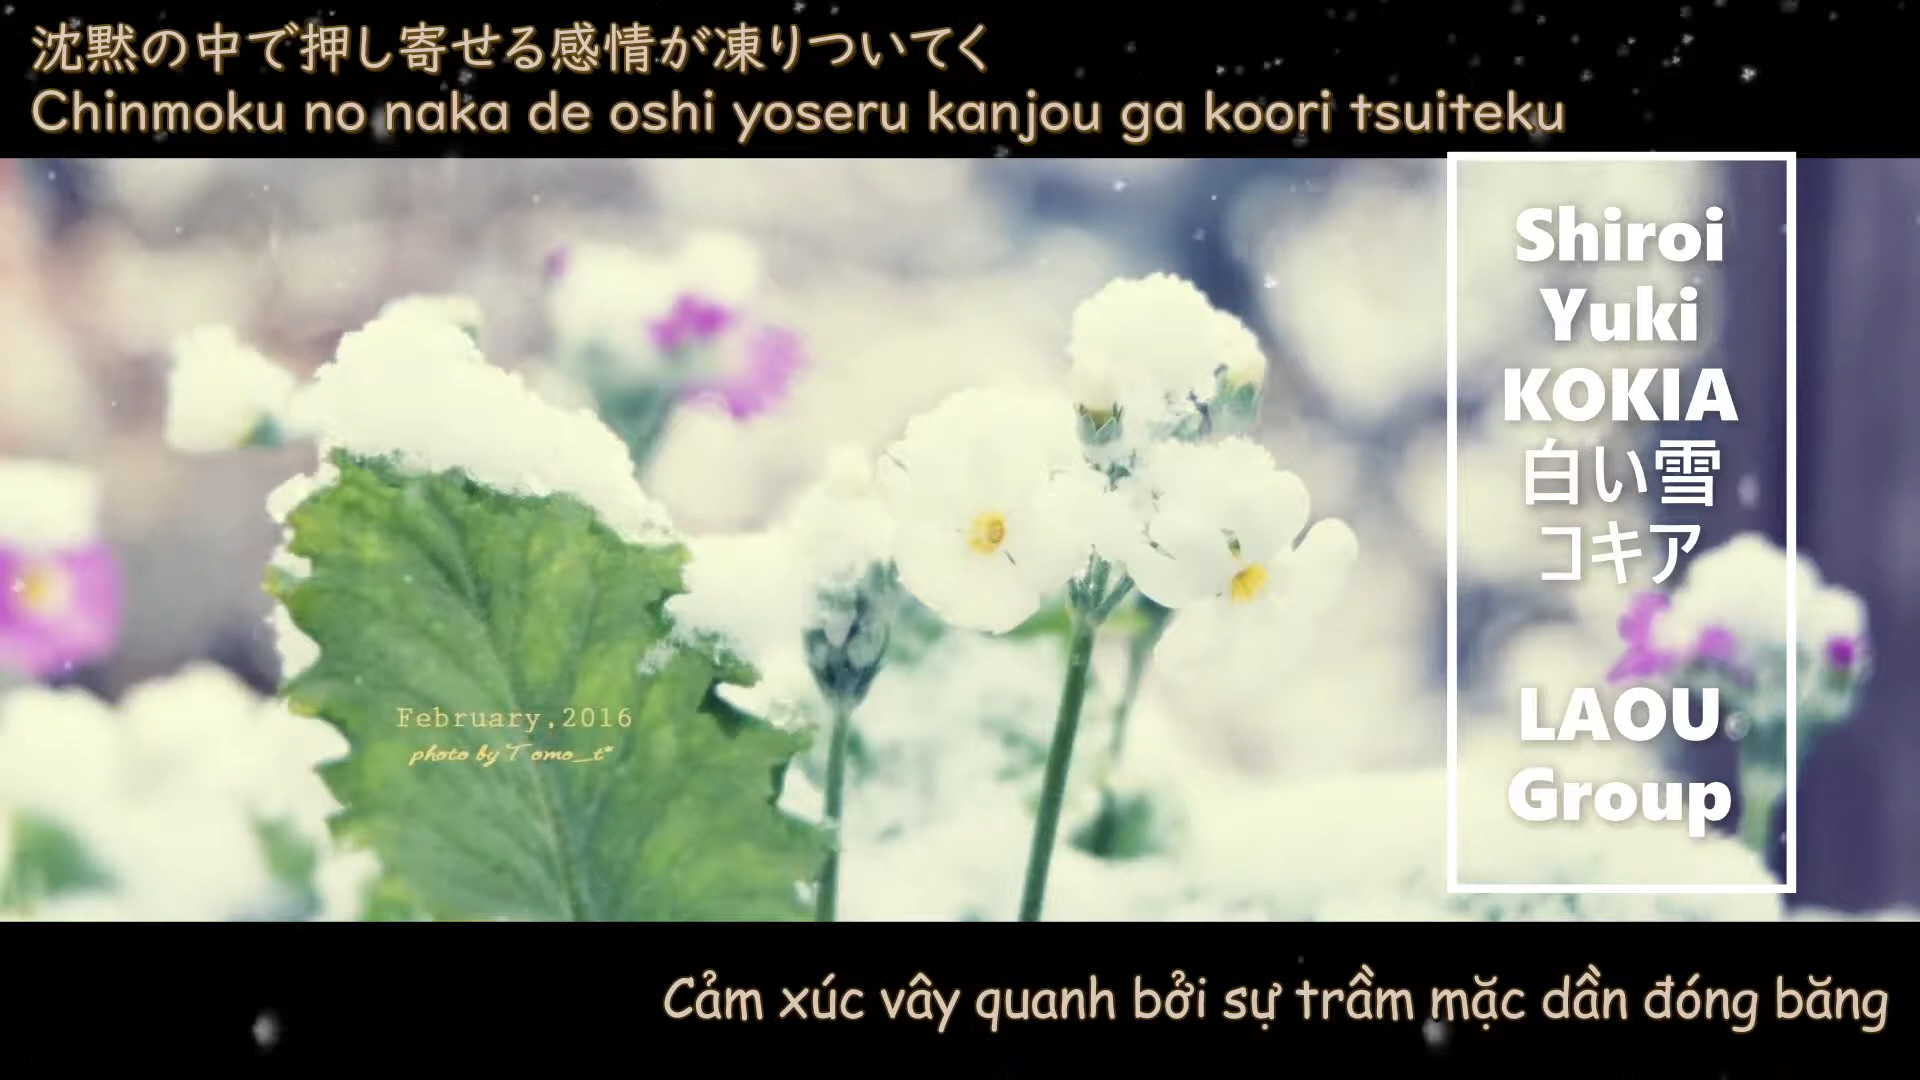 沈黙の中で押し寄せる感情が凍りついてく
Chinmoku no naka de oshi yoseru kanjou ga koori tsuiteku
Shiroi
Yuki
KOKIA
白い雪
コキア
LAOU
Group
February,2016
photo by Tomo_t*
Cảm xúc vây quanh bởi sự trầm mặc dần đóng băng